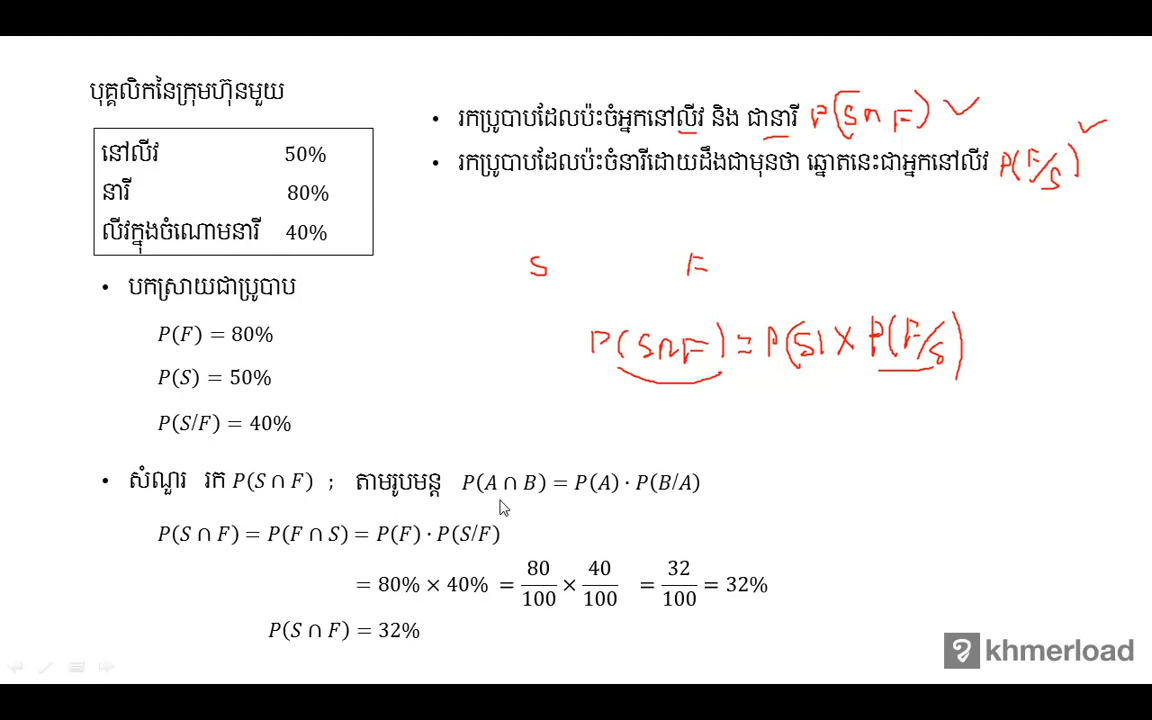 បុគ្គលិកនៃក្រុមហ៊ុនមួយ
នៅលីវ 50%
នារី 80%
លីវក្នុងចំណោមនារី 40%
• រកប្រូបាបដែលប៉ះចំអ្នកនៅលីវ និង ជានារី P(S∩F)
• រកប្រូបាបដែលប៉ះចំនារីដោយដឹងជាមុនថា ឆ្នោតនេះជាអ្នកនៅលីវ P(F/S)
• បកស្រាយជាប្រូបាប
S F
P(F) = 80%
P(S∩F) = P(S) × P(F/S)
P(S) = 50%
P(S/F) = 40%
• សំណួរ រក P(S ∩ F) ; តាមរូបមន្ត P(A ∩ B) = P(A) · P(B/A)
P(S ∩ F) = P(F ∩ S) = P(F) · P(S/F)
= 80% × 40% = 80/100 × 40/100 = 32/100 = 32%
P(S ∩ F) = 32%
khmerload